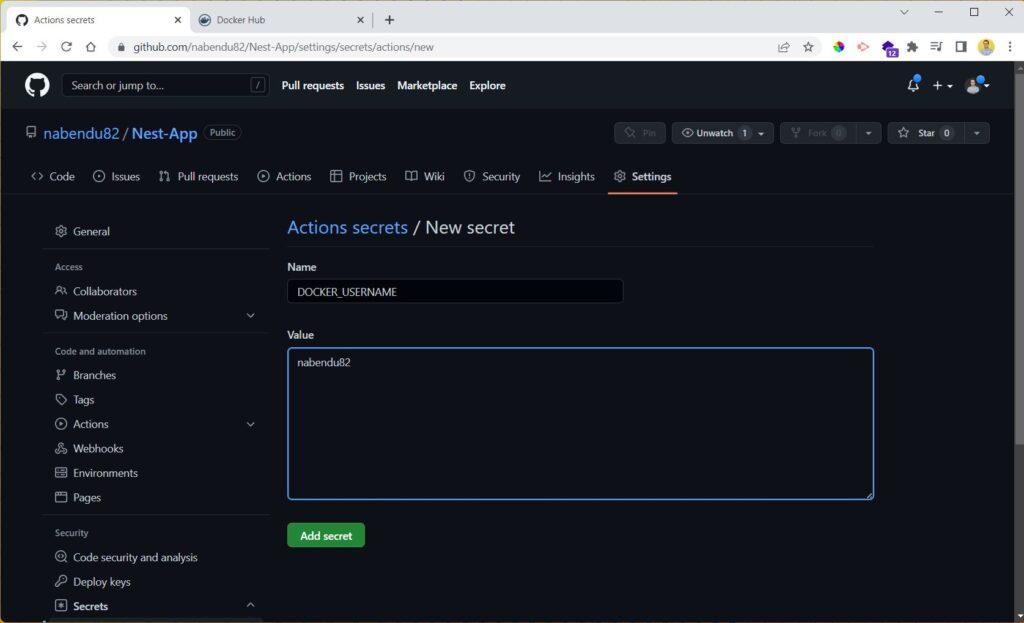 Actions secrets
Docker Hub
github.com/nabendu82/Nest-App/settings/secrets/actions/new
12
Search or jump to... /
Pull requests Issues Marketplace Explore
nabendu82 / Nest-App Public
Pin Unwatch 1 Fork 0 Star 0
Code Issues Pull requests Actions Projects Wiki Security Insights Settings
General
Access
Collaborators
Moderation options
Code and automation
Branches
Tags
Actions
Webhooks
Environments
Pages
Security
Code security and analysis
Deploy keys
Secrets
Actions secrets / New secret
Name
DOCKER_USERNAME
Value
nabendu82
Add secret